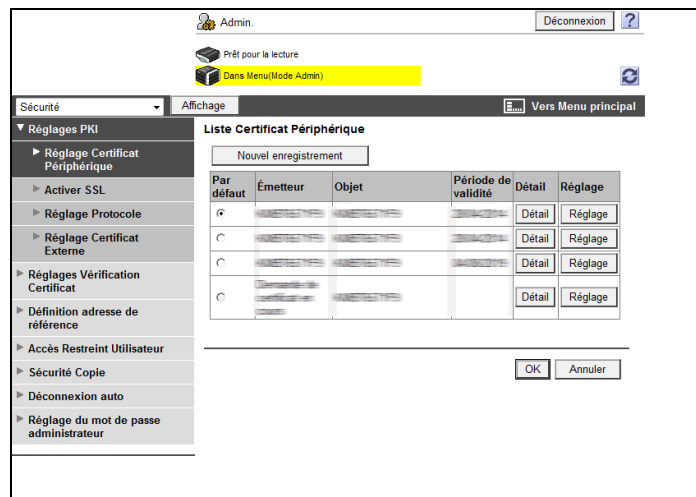 Admin.
Déconnexion
?
Prêt pour la lecture
Dans Menu(Mode Admin)
Sécurité
Affichage
Vers Menu principal
Réglages PKI
Réglage Certificat
Périphérique
Activer SSL
Réglage Protocole
Réglage Certificat
Externe
Réglages Vérification
Certificat
Définition adresse de
référence
Accès Restreint Utilisateur
Sécurité Copie
Déconnexion auto
Réglage du mot de passe
administrateur
Liste Certificat Périphérique
Nouvel enregistrement
Par
défaut
Émetteur
Objet
Période de
validité
Détail
Réglage
Détail
Réglage
Détail
Réglage
Détail
Réglage
Détail
Réglage
OK
Annuler